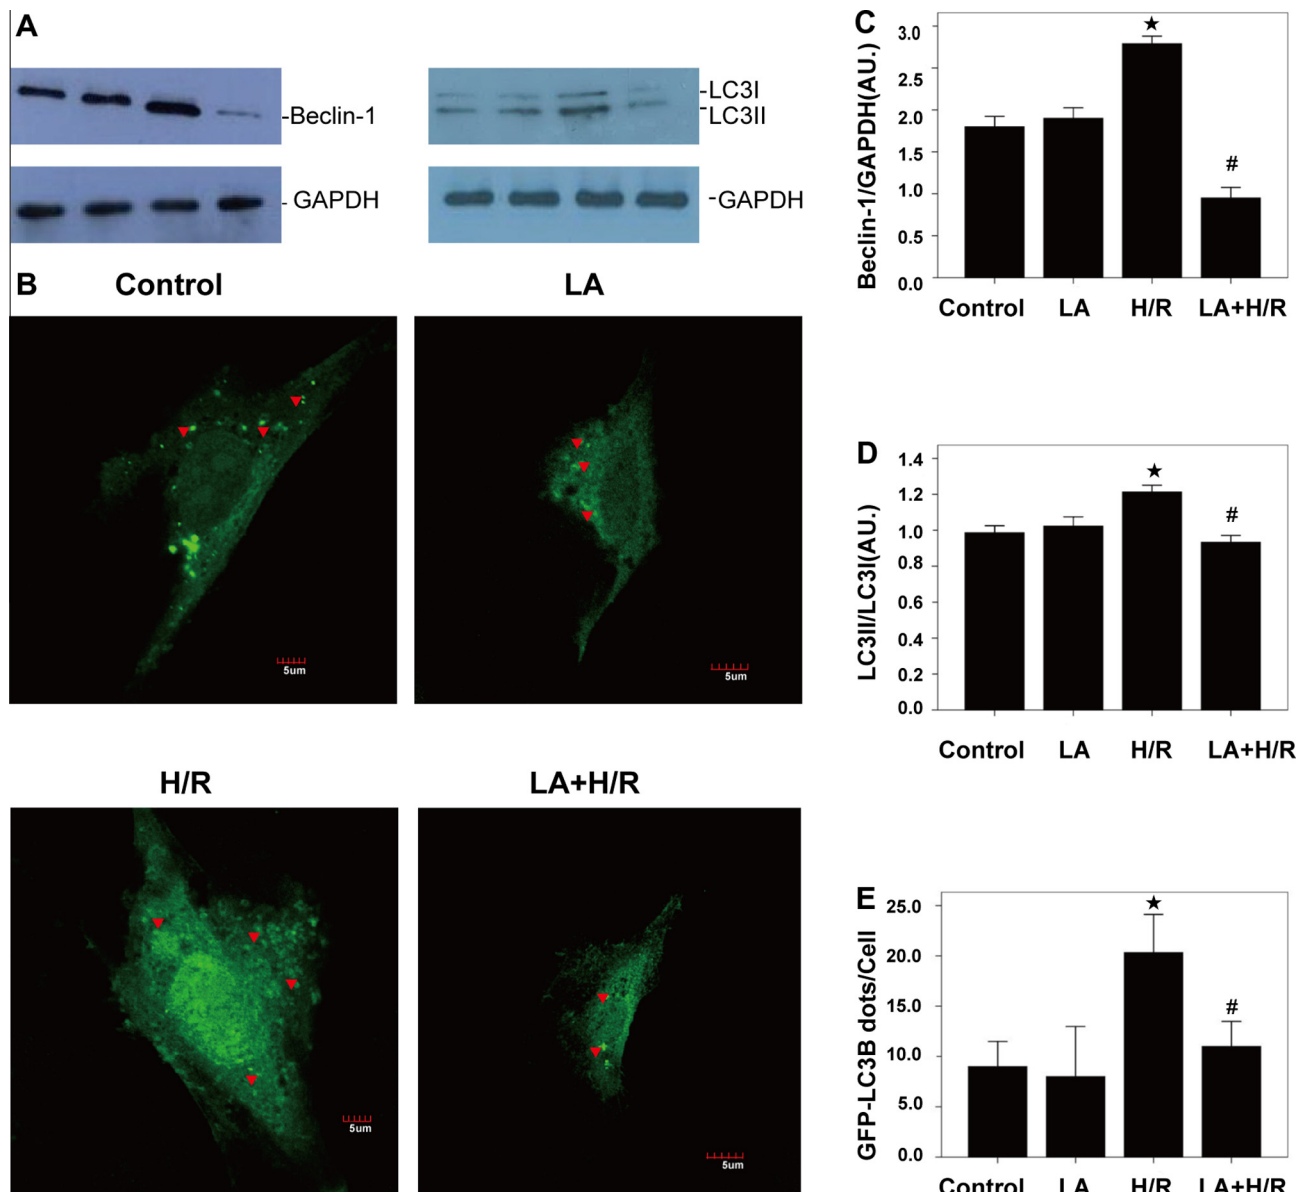 A
-Beclin-1
- GAPDH
-LC3I
-LC3II
-GAPDH
B
Control
LA
5um
5um
H/R
LA+H/R
5um
5um
C
Beclin-1/GAPDH(AU.)
3.0
2.5
2.0
1.5
1.0
0.5
0.0
★
#
Control LA H/R LA+H/R
D
LC3II/LC3I(AU.)
1.4
1.2
1.0
0.8
0.6
0.4
0.2
0.0
★
#
Control LA H/R LA+H/R
E
GFP-LC3B dots/Cell
25.0
20.0
15.0
10.0
5.0
0.0
★
#
Control LA H/R LA+H/R